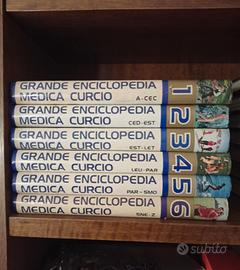 GRANDE ENCICLOPEDIA
MEDICA CURCIO
A-CEC
1
GRANDE ENCICLOPEDIA
MEDICA CURCIO
CED-EST
2
GRANDE ENCICLOPEDIA
MEDICA CURCIO
EST-LET
3
GRANDE ENCICLOPEDIA
MEDICA CURCIO
LEU-PAR
4
GRANDE ENCICLOPEDIA
MEDICA CURCIO
PAR-SMO
5
GRANDE ENCICLOPEDIA
MEDICA CURCIO
SNE-Z
6
subito